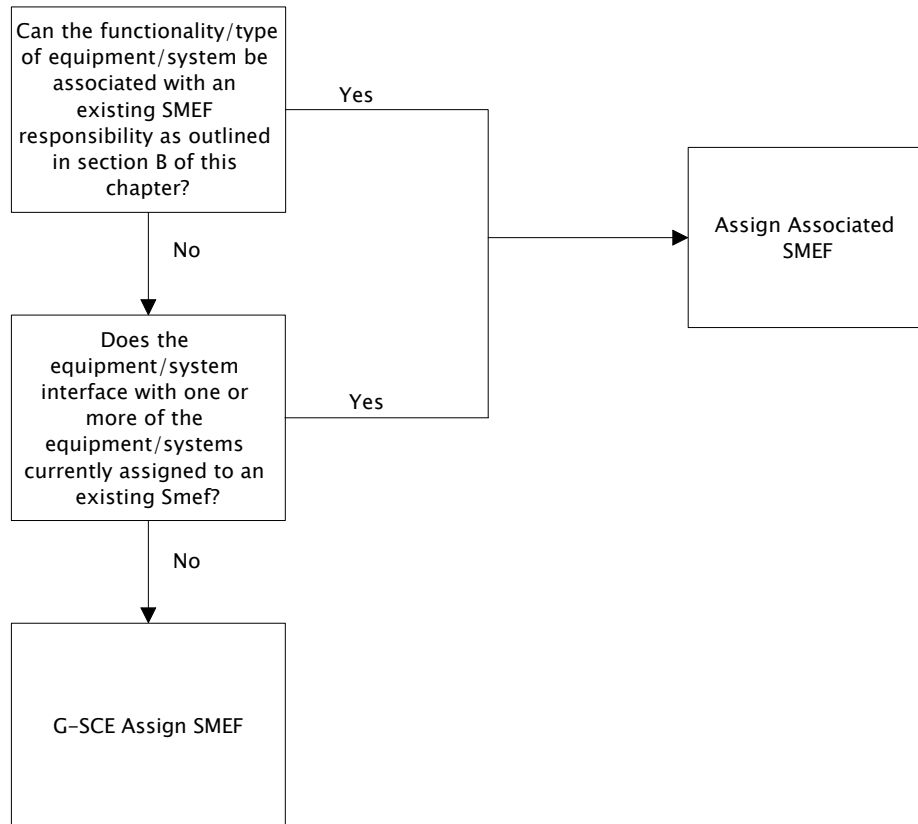 Can the functionality/type
of equipment/system be
associated with an
existing SMEF
responsibility as outlined
in section B of this
chapter?
Yes
Assign Associated
SMEF
No
Does the
equipment/system
interface with one or
more of the
equipment/systems
currently assigned to an
existing Smef?
Yes
No
G-SCE Assign SMEF